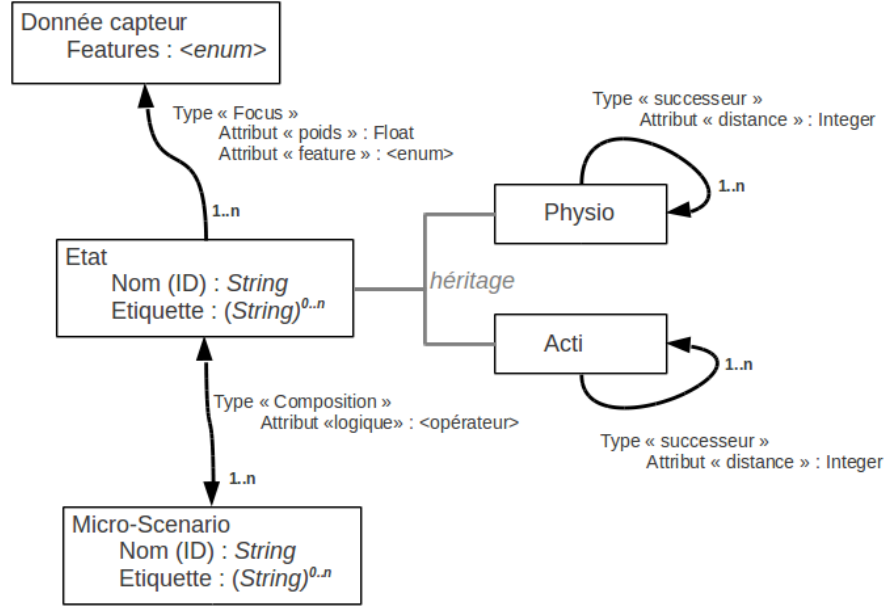 Donnée capteur
Features : <enum>
Type « Focus »
Attribut « poids » : Float
Attribut « feature » : <enum>
1..n
Type « successeur »
Attribut « distance » : Integer
1..n
Physio
Etat
Nom (ID) : String
Etiquette : (String)0..n
héritage
Acti
1..n
Type « successeur »
Attribut « distance » : Integer
Type « Composition »
Attribut «logique» : <opérateur>
1..n
Micro-Scenario
Nom (ID) : String
Etiquette : (String)0..n